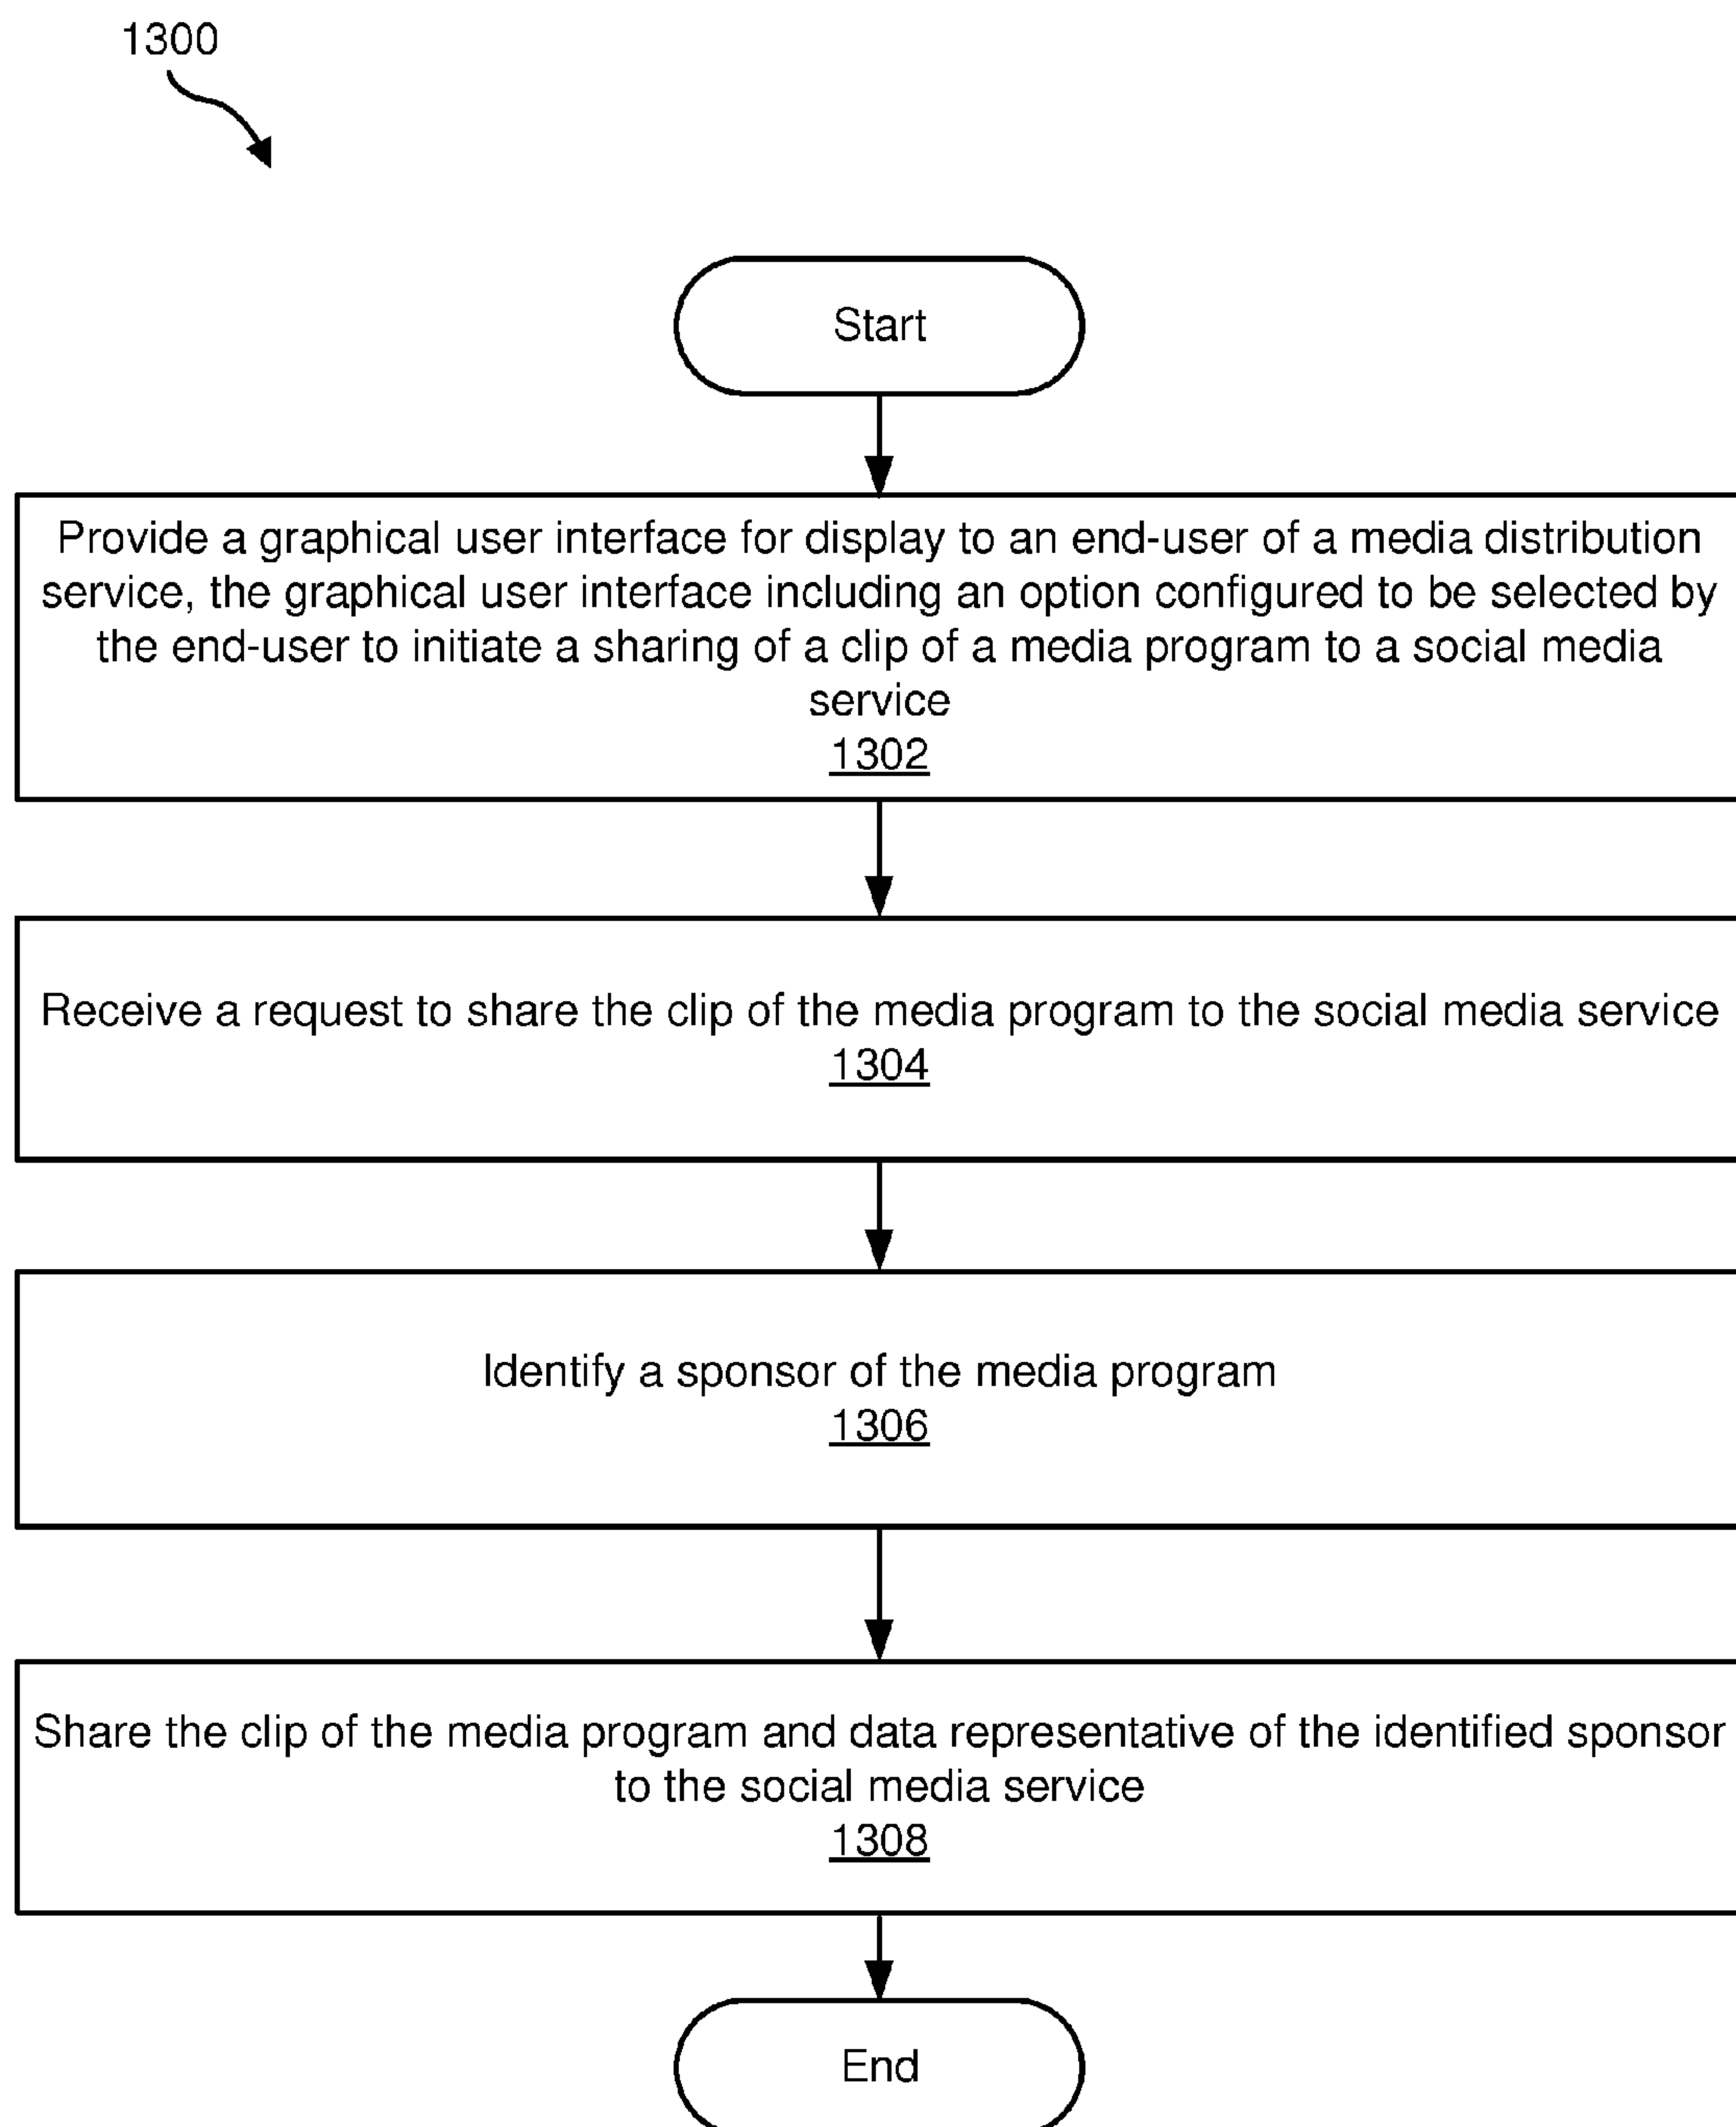 1300
Start
Provide a graphical user interface for display to an end-user of a media distribution
service, the graphical user interface including an option configured to be selected by
the end-user to initiate a sharing of a clip of a media program to a social media
service
1302
Receive a request to share the clip of the media program to the social media service
1304
Identify a sponsor of the media program
1306
Share the clip of the media program and data representative of the identified sponsor
to the social media service
1308
End